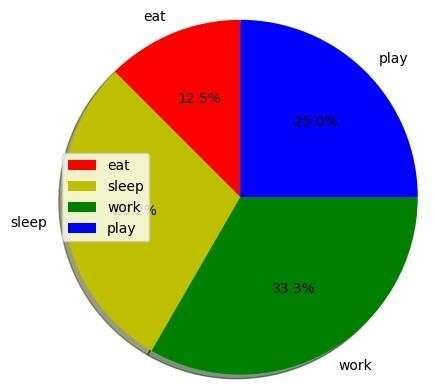 eat
play
12.5%
25.0%
eat
sleep
work
play
sleep
33.3%
work